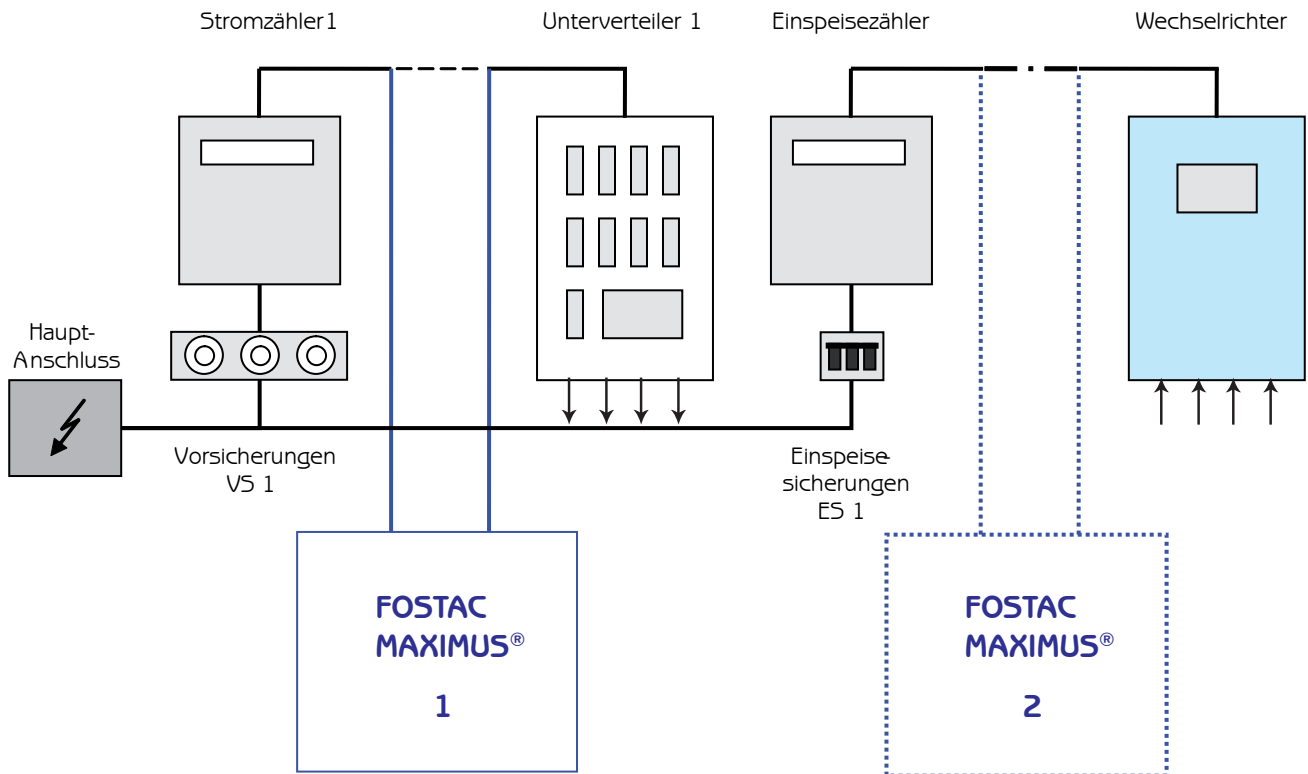 Stromzähler1
Unterverteiler 1
Einspeisezähler
Wechselrichter
Haupt-
Anschluss
Vorsicherungen
VS 1
Einspeise-
sicherungen
ES 1
FOSTAC
MAXIMUS®
1
FOSTAC
MAXIMUS®
2